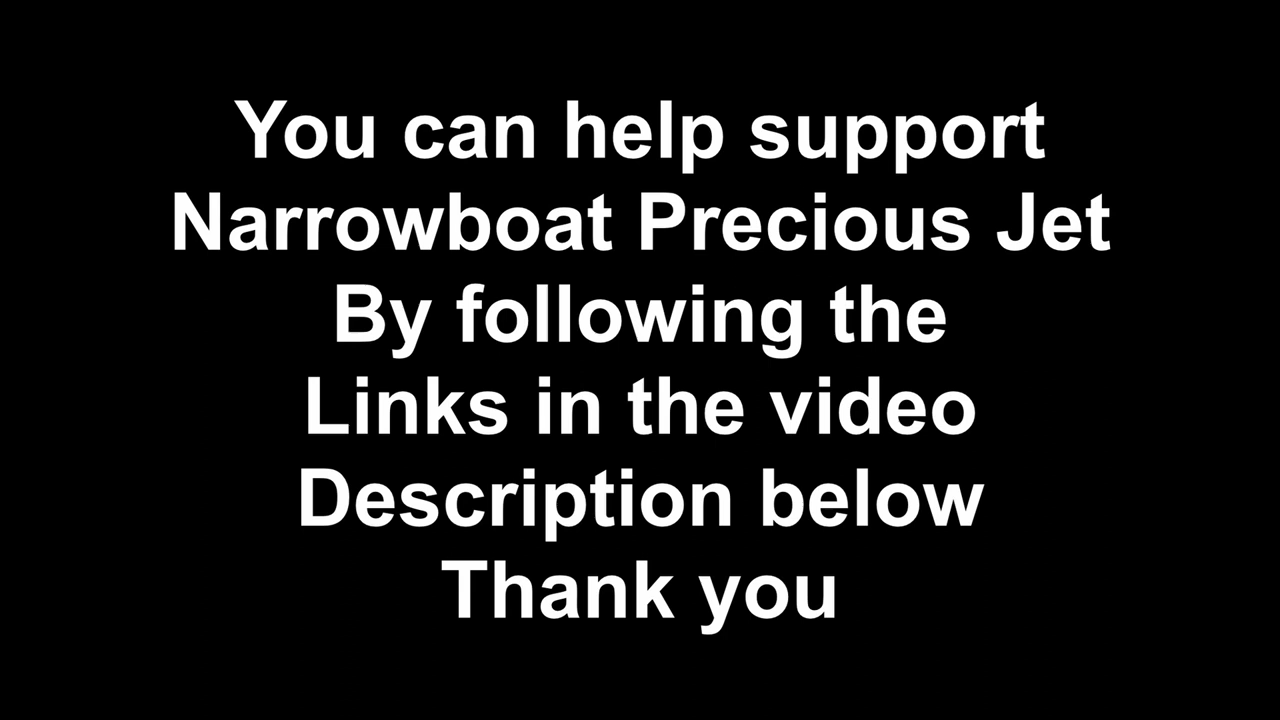 You can help support
Narrowboat Precious Jet
By following the
Links in the video
Description below
Thank you